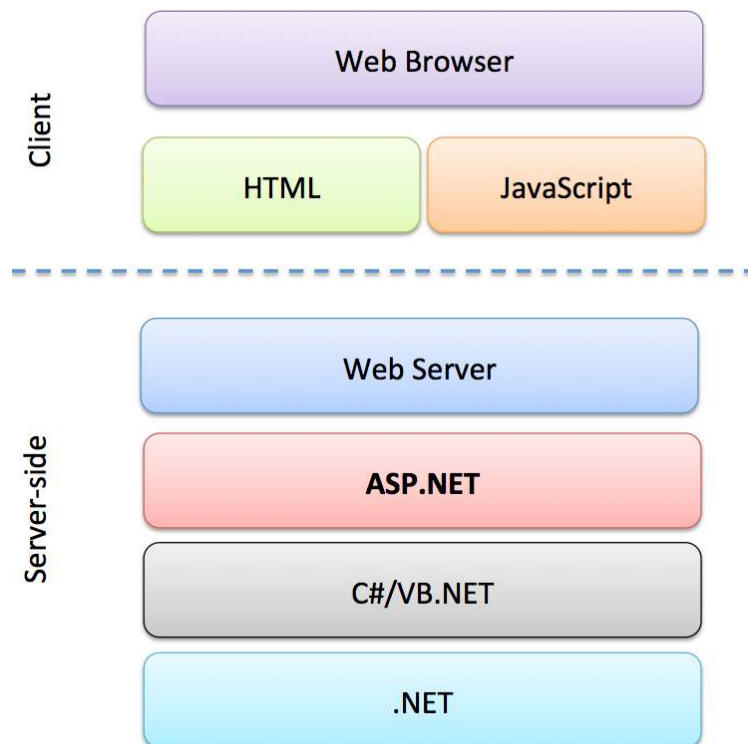 Client
Web Browser
HTML
JavaScript
Server-side
Web Server
ASP.NET
C#/VB.NET
.NET